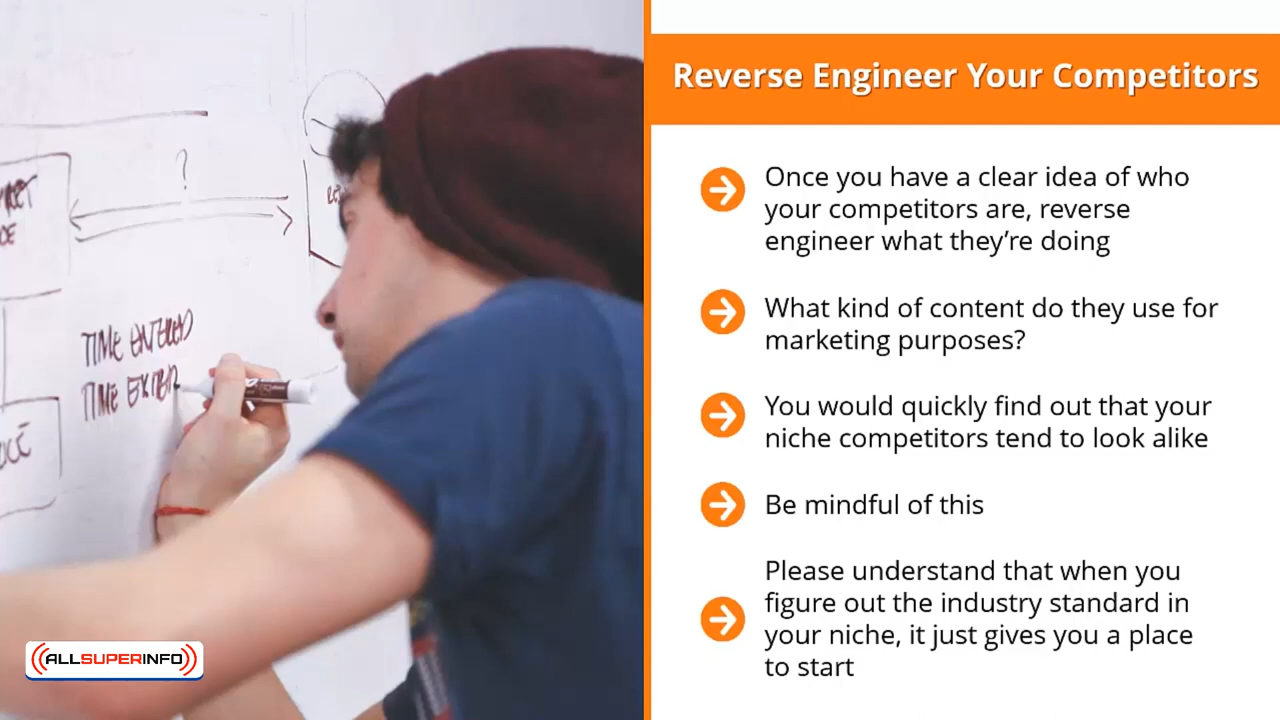 ?
TIME ENTERED
TIME
ALLSUPERINFO
Reverse Engineer Your Competitors
Once you have a clear idea of who
your competitors are, reverse
engineer what they're doing
What kind of content do they use for
marketing purposes?
You would quickly find out that your
niche competitors tend to look alike
Be mindful of this
Please understand that when you
figure out the industry standard in
your niche, it just gives you a place
to start